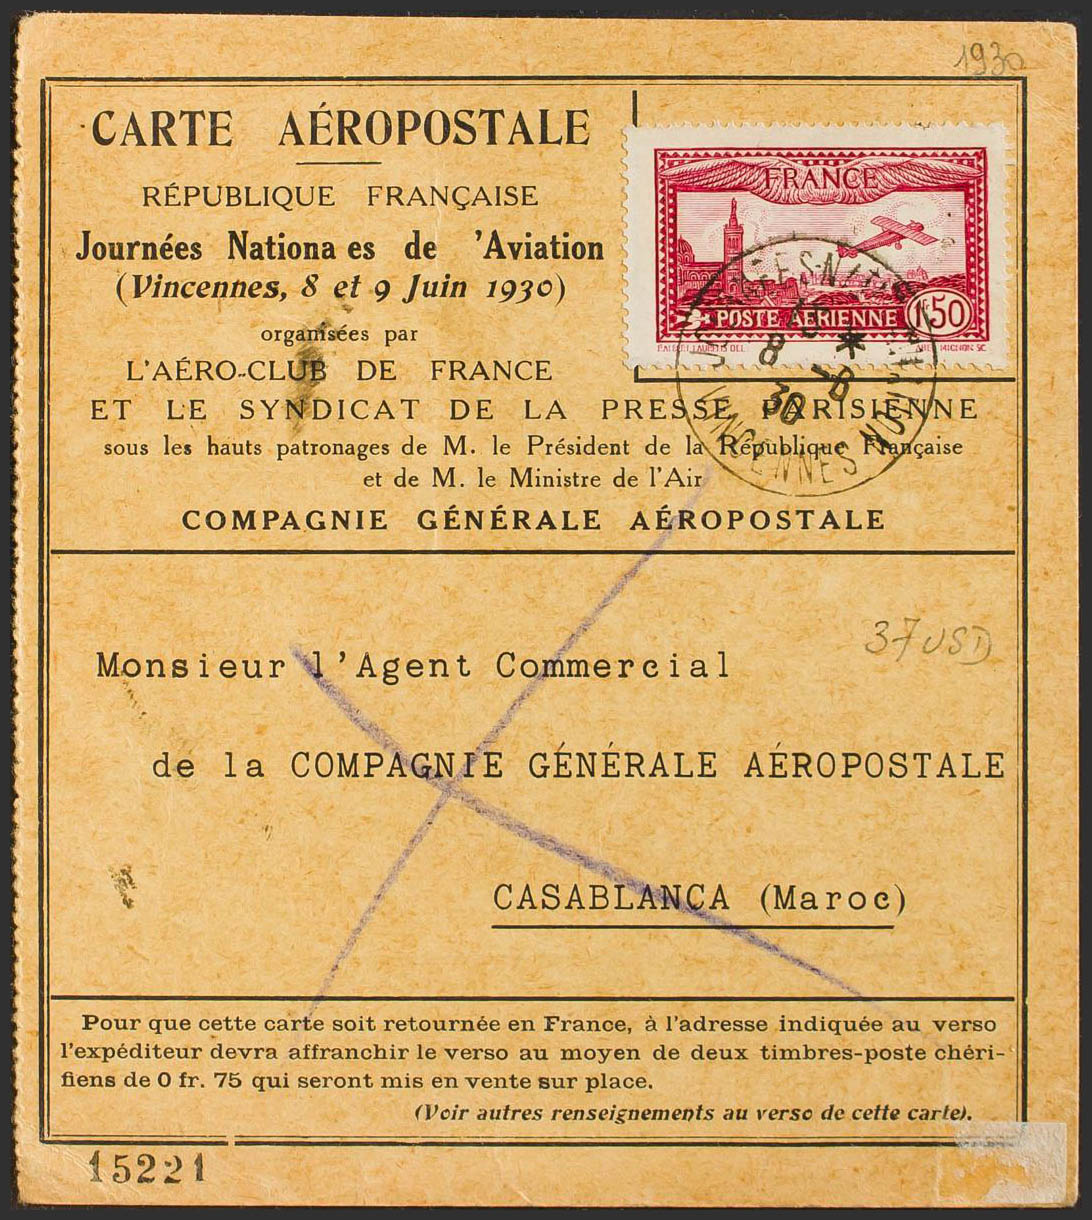 1930
CARTE AÉROPOSTALE
RÉPUBLIQUE FRANÇAISE
Journées Nationa es de 'Aviation
(Vincennes, 8 et 9 Juin 1930)
organisées par
L'AÉRO-CLUB DE FRANCE
ET LE SYNDICAT DE LA PRESSE PARISIENNE
sous les hauts patronages de M. le Président de la République Française
et de M. le Ministre de l'Air
COMPAGNIE GÉNÉRALE AÉROPOSTALE
FRANCE
POSTE AÉRIENNE 1f50
8 -6
30
VINCENNES
37 USD
Monsieur l'Agent Commercial
de la COMPAGNIE GÉNÉRALE AÉROPOSTALE
CASABLANCA (Maroc)
Pour que cette carte soit retournée en France, à l'adresse indiquée au verso
l'expéditeur devra affranchir le verso au moyen de deux timbres-poste chéri-
fiens de 0 fr. 75 qui seront mis en vente sur place.
(Voir autres renseignements au verso de cette carte).
15221